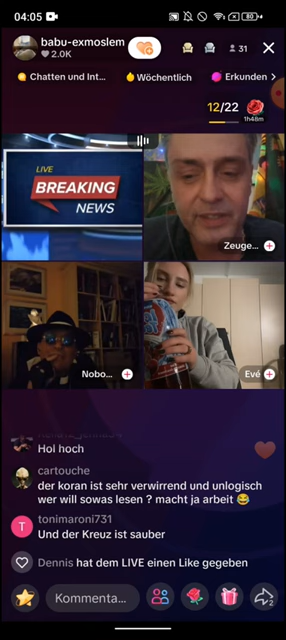 04:05
80
babu-exmoslem
2.0K
31
Chatten und Int...
Wöchentlich
Erkunden
12/22
1h48m
LIVE
BREAKING
NEWS
Zeuge...
Nobo...
Evé
Hol hoch
cartouche
der koran ist sehr verwirrend und unlogisch
wer will sowas lesen ? macht ja arbeit 😂
T
tonimaroni731
Und der Kreuz ist sauber
Dennis hat dem LIVE einen Like gegeben
Kommenta...
2